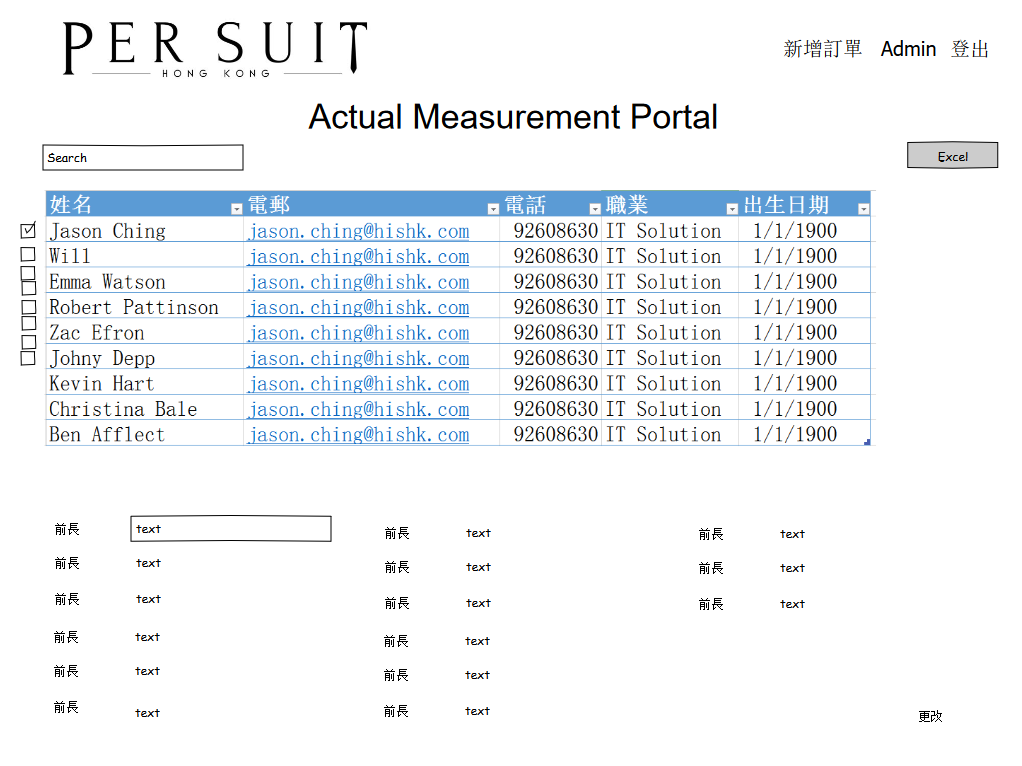 PER SUIT
HONG KONG
新增訂單 Admin 登出
Actual Measurement Portal
Search
Excel
姓名 電郵 電話 職業 出生日期
Jason Ching jason.ching@hishk.com 92608630 IT Solution 1/1/1900
Will jason.ching@hishk.com 92608630 IT Solution 1/1/1900
Emma Watson jason.ching@hishk.com 92608630 IT Solution 1/1/1900
Robert Pattinson jason.ching@hishk.com 92608630 IT Solution 1/1/1900
Zac Efron jason.ching@hishk.com 92608630 IT Solution 1/1/1900
Johny Depp jason.ching@hishk.com 92608630 IT Solution 1/1/1900
Kevin Hart jason.ching@hishk.com 92608630 IT Solution 1/1/1900
Christina Bale jason.ching@hishk.com 92608630 IT Solution 1/1/1900
Ben Afflect jason.ching@hishk.com 92608630 IT Solution 1/1/1900
前長 text 前長 text 前長 text
前長 text 前長 text 前長 text
前長 text 前長 text 前長 text
前長 text 前長 text
前長 text 前長 text
前長 text 前長 text
更改